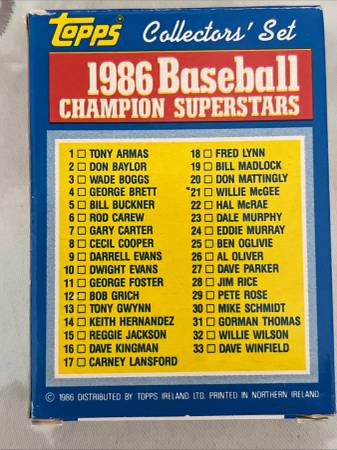 Topps Collectors' Set
1986 Baseball
CHAMPION SUPERSTARS
1 TONY ARMAS
2 DON BAYLOR
3 WADE BOGGS
4 GEORGE BRETT
5 BILL BUCKNER
6 ROD CAREW
7 GARY CARTER
8 CECIL COOPER
9 DARRELL EVANS
10 DWIGHT EVANS
11 GEORGE FOSTER
12 BOB GRICH
13 TONY GWYNN
14 KEITH HERNANDEZ
15 REGGIE JACKSON
16 DAVE KINGMAN
17 CARNEY LANSFORD
18 FRED LYNN
19 BILL MADLOCK
20 DON MATTINGLY
21 WILLIE McGEE
22 HAL McRAE
23 DALE MURPHY
24 EDDIE MURRAY
25 BEN OGLIVIE
26 AL OLIVER
27 DAVE PARKER
28 JIM RICE
29 PETE ROSE
30 MIKE SCHMIDT
31 GORMAN THOMAS
32 WILLIE WILSON
33 DAVE WINFIELD
© 1986 DISTRIBUTED BY TOPPS IRELAND LTD. PRINTED IN NORTHERN IRELAND